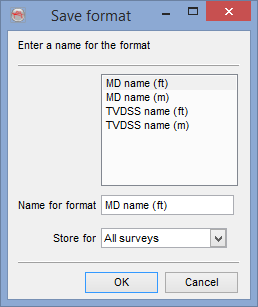 Save format
Enter a name for the format
MD name (ft)
MD name (m)
TVDSS name (ft)
TVDSS name (m)
Name for format MD name (ft)
Store for All surveys
OK Cancel